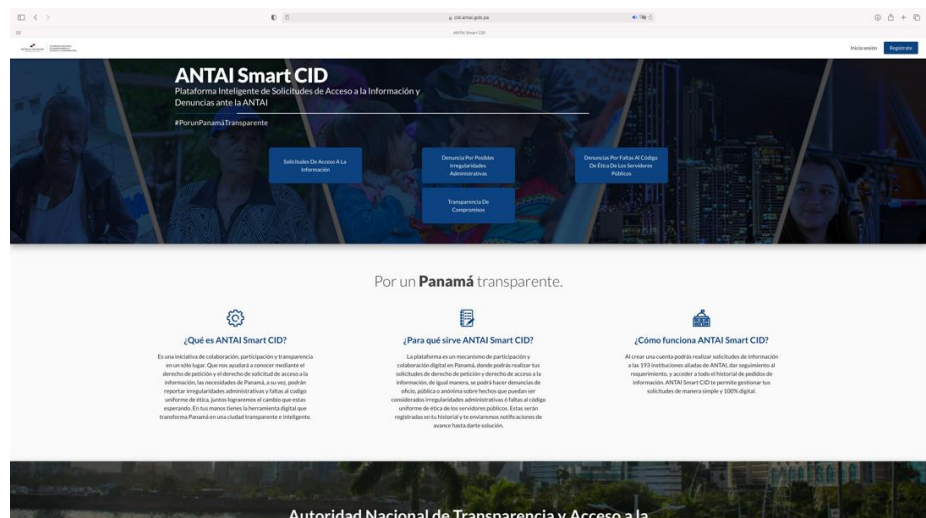 cid.antai.gob.pa
ANTAI Smart CID
Inicia sesión
Regístrate
ANTAI Smart CID
Plataforma Inteligente de Solicitudes de Acceso a la Información y
Denuncias ante la ANTAI
#PorunPanamáTransparente
Solicitudes De Acceso A La
Información
Denuncia Por Posibles
Irregularidades
Administrativas
Denuncias Por Faltas Al Código
De Ética De Los Servidores
Públicos
Transparencia De
Compromisos
Por un Panamá transparente.
¿Qué es ANTAI Smart CID?
Es una iniciativa de colaboración, participación y transparencia
en un sólo lugar. Que nos ayudará a conocer mediante el
derecho de petición y el derecho de solicitud de acceso a la
información, las necesidades de Panamá, a su vez, podrán
reportar irregularidades administrativas y faltas al codigo
uniforme de ética, juntos lograremos el cambio que estas
esperando. En tus manos tienes la herramienta digital que
transforma Panamá en una ciudad transparente e inteligente.
¿Para qué sirve ANTAI Smart CID?
La plataforma es un mecanismo de participación y
colaboración digital en Panamá, donde podrás realizar tus
solicitudes de derecho de petición y derecho de acceso a la
información, de igual manera, se podrá hacer denuncias de
oficio, pública o anónima sobre hechos que puedan ser
considerados irregularidades administrativas ó faltas al código
uniforme de ética de los servidores públicos. Estas serán
registradas en tu historial y te enviaremos notificaciones de
avance hasta darte solución.
¿Cómo funciona ANTAI Smart CID?
Al crear una cuenta podrás realizar solicitudes de información
a las 193 instituciones aliadas de ANTAI, dar seguimiento al
requerimiento, y acceder a todo el historial de pedidos de
información. ANTAI Smart CID te permite gestionar tus
solicitudes de manera simple y 100% digital.
Autoridad Nacional de Transparencia y Acceso a la